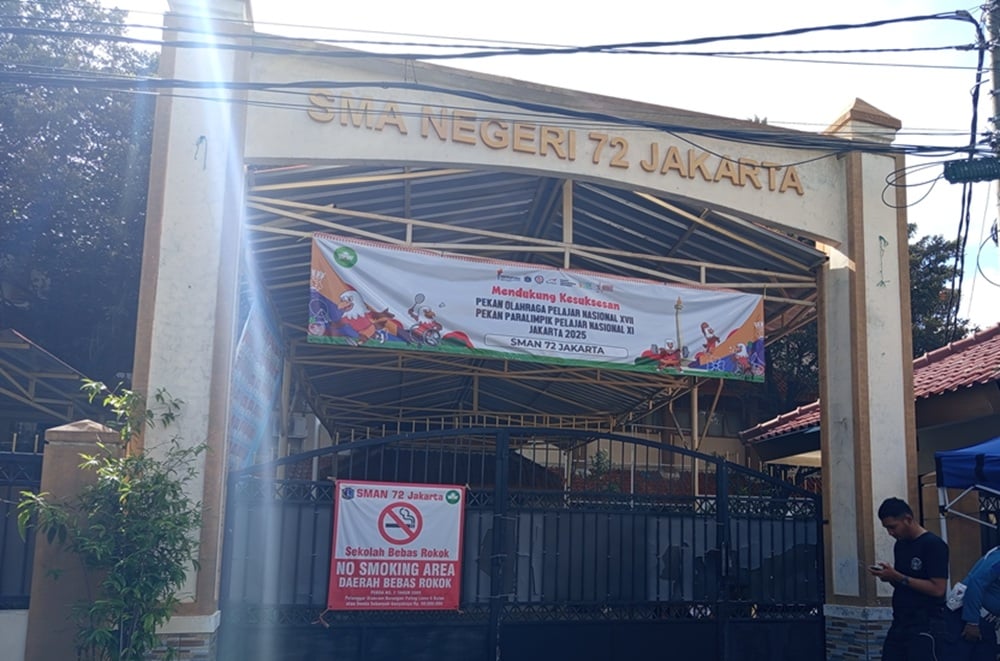 SMA NEGERI 72 JAKARTA
Mendukung Kesuksesan
PEKAN OLAHRAGA PELAJAR NASIONAL XVII
PEKAN PARALIMPIK PELAJAR NASIONAL XI
JAKARTA 2025
SMAN 72 JAKARTA
SMAN 72 Jakarta
Sekolah Bebas Rokok
NO SMOKING AREA
DAERAH BEBAS ROKOK